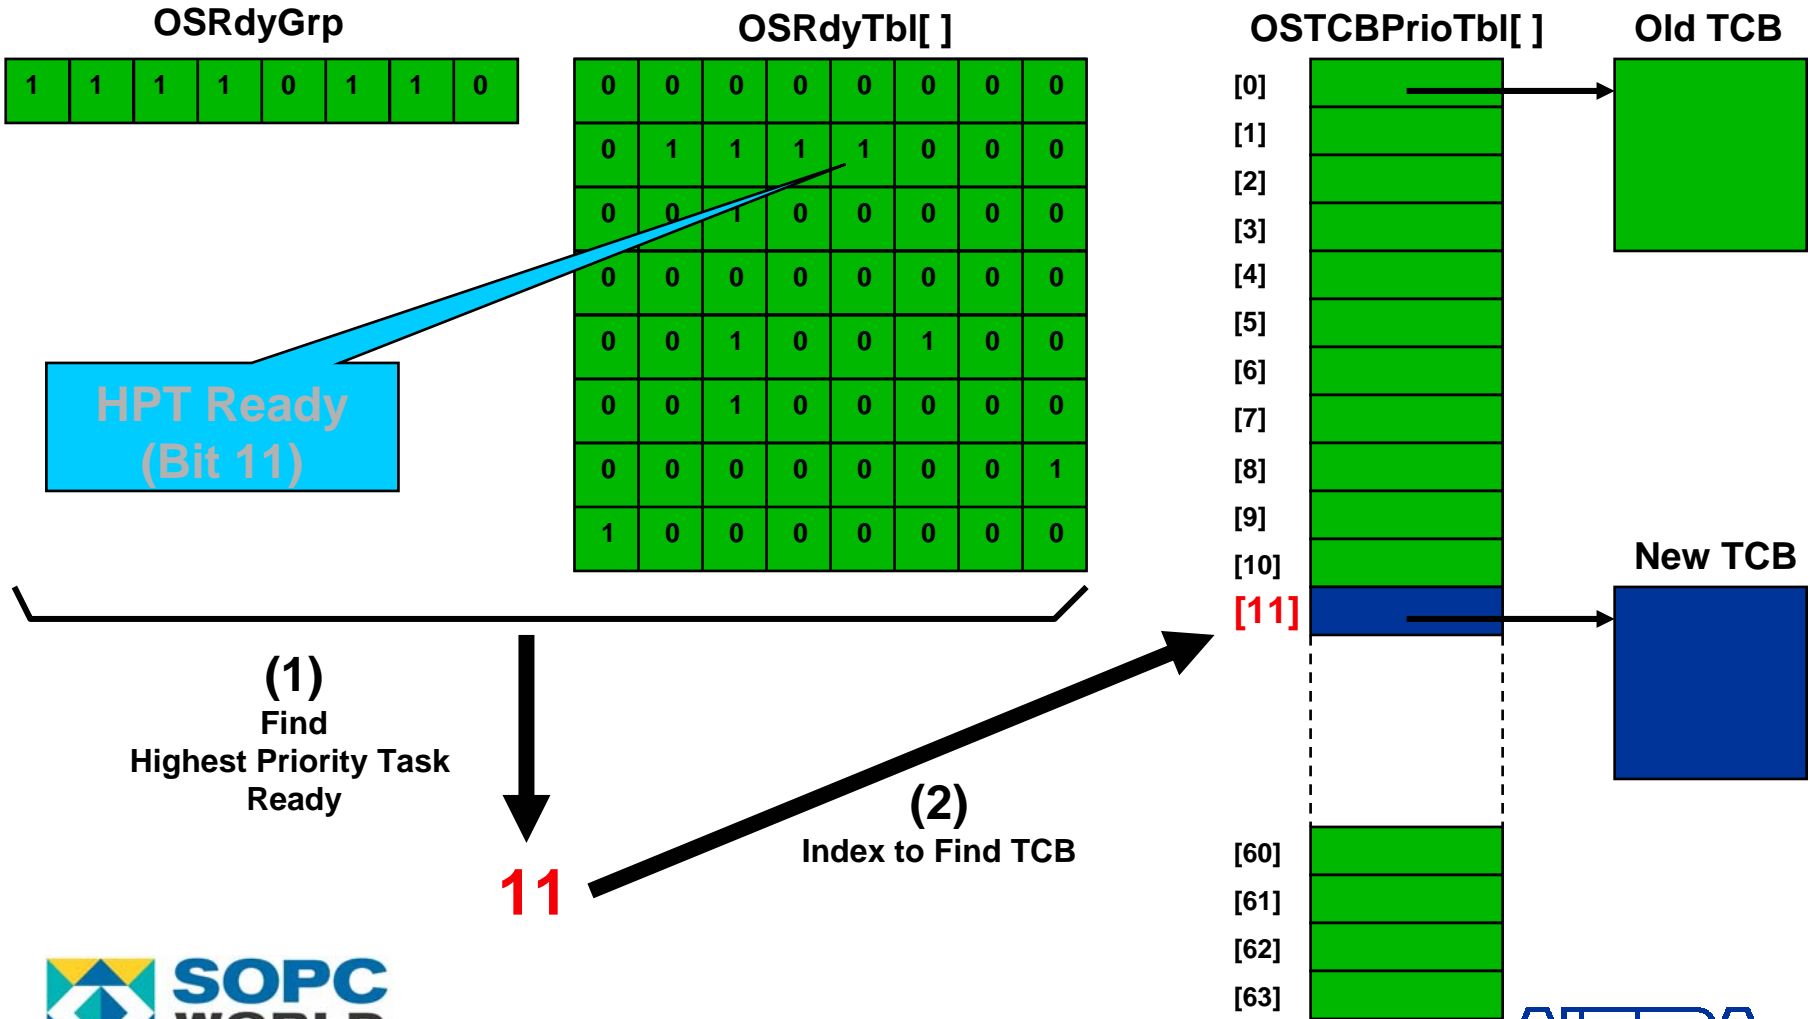 OSRdyGrp
1 1 1 1 0 1 1 0
OSRdyTbl[ ]
0 0 0 0 0 0 0 0
0 1 1 1 1 0 0 0
0 0 1 0 0 0 0 0
0 0 0 0 0 0 0 0
0 0 1 0 0 1 0 0
0 0 1 0 0 0 0 0
0 0 0 0 0 0 0 1
1 0 0 0 0 0 0 0
HPT Ready
(Bit 11)
(1)
Find
Highest Priority Task
Ready
11
(2)
Index to Find TCB
OSTCBPrioTbl[ ]
[0]
[1]
[2]
[3]
[4]
[5]
[6]
[7]
[8]
[9]
[10]
[11]
[60]
[61]
[62]
[63]
Old TCB
New TCB
SOPC
WORLD